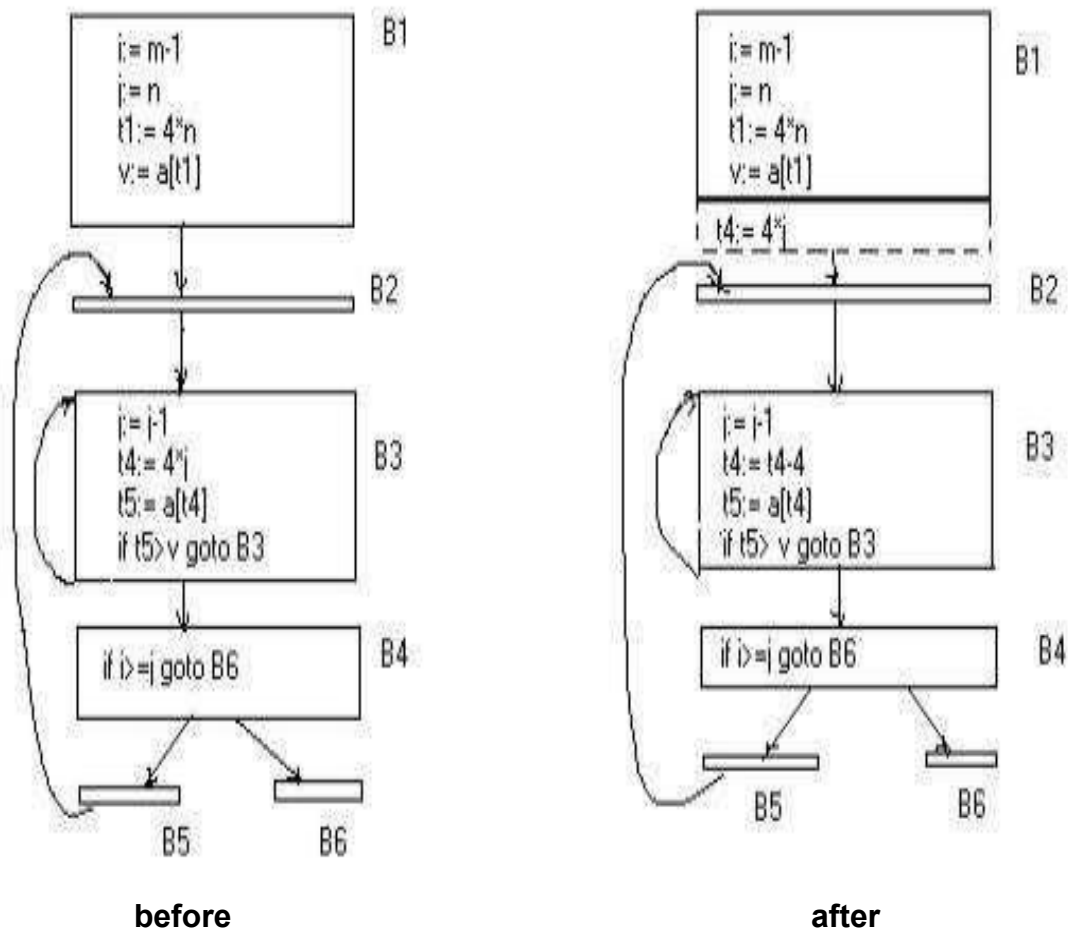 B1
i:= m-1
j:= n
t1:= 4*n
v:= a[t1]
B2
j:= j-1
t4:= 4*j
t5:= a[t4]
if t5>v goto B3
B3
if i>=j goto B6
B4
B5
B6
before
B1
i:= m-1
j:= n
t1:= 4*n
v:= a[t1]
t4:= 4*j
B2
j:= j-1
t4:= t4-4
t5:= a[t4]
if t5> v goto B3
B3
if i>=j goto B6
B4
B5
B6
after